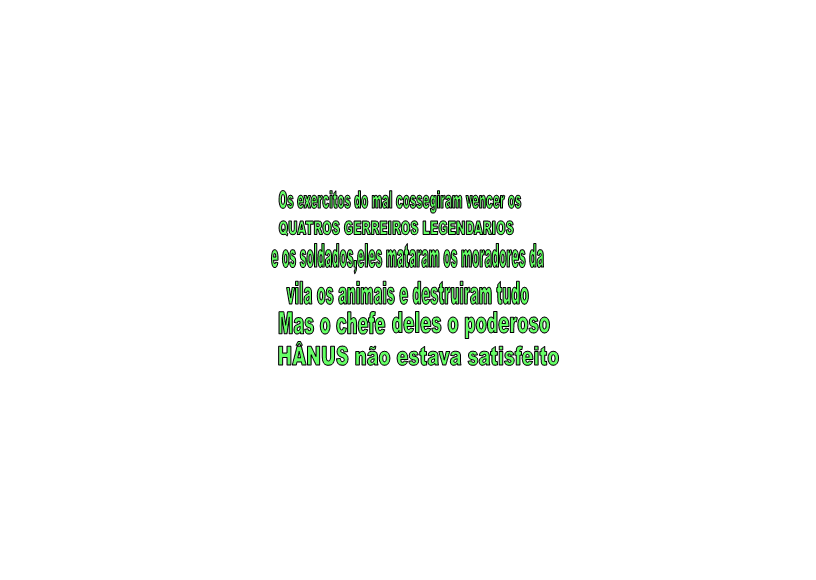 Os exercitos do mal cossegiram vencer os
QUATROS GERREIROS LEGENDARIOS
e os soldados,eles mataram os moradores da
vila os animais e destruiram tudo
Mas o chefe deles o poderoso
HÂNUS não estava satisfeito